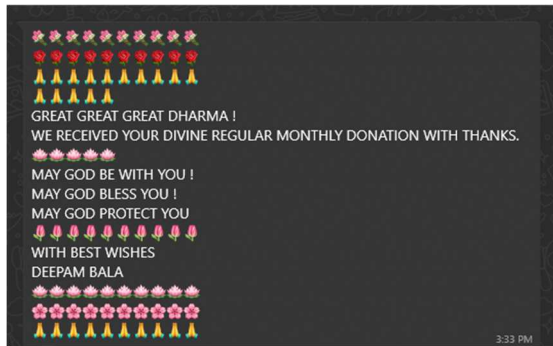 💐💐💐💐💐💐💐💐💐💐
🌹🌹🌹🌹🌹🌹🌹🌹🌹🌹
🙏🙏🙏🙏🙏🙏🙏🙏🙏🙏
🙏🙏🙏🙏🙏
GREAT GREAT GREAT DHARMA !
WE RECEIVED YOUR DIVINE REGULAR MONTHLY DONATION WITH THANKS.
🪷🪷🪷🪷🪷
MAY GOD BE WITH YOU !
MAY GOD BLESS YOU !
MAY GOD PROTECT YOU
🌷🌷🌷🌷🌷🌷🌷🌷🌷🌷
WITH BEST WISHES
DEEPAM BALA
🪷🪷🪷🪷🪷🪷🪷🪷🪷🪷
🌸🌸🌸🌸🌸🌸🌸🌸🌸🌸
🙏🙏🙏🙏🙏🙏🙏🙏🙏🙏
3:33 PM